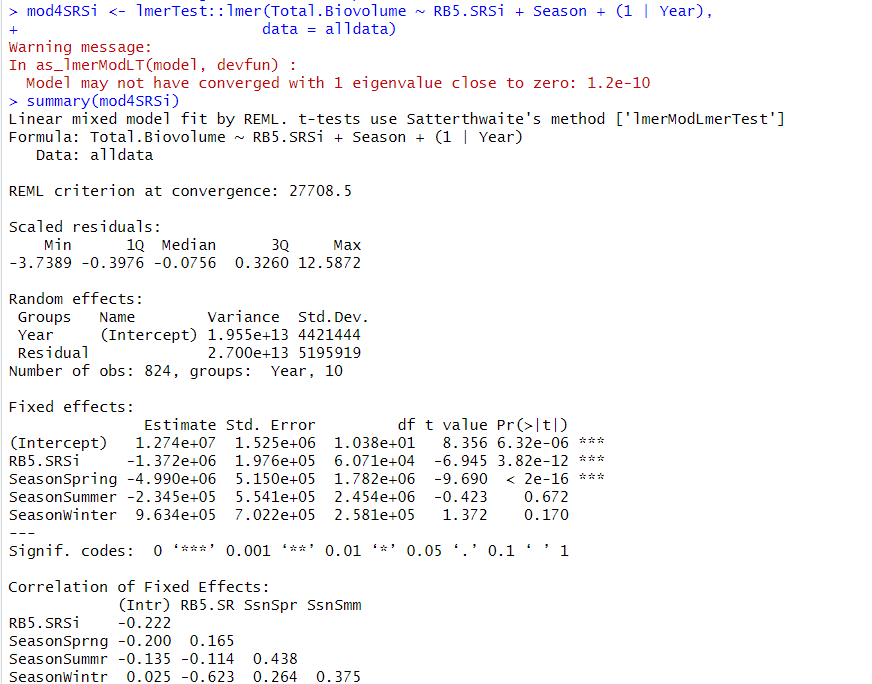 > mod4SRSi <- lmerTest::lmer(Total.Biovolume ~ RB5.SRSi + Season + (1 | Year),
+                            data = alldata)
Warning message:
In as_lmerModLT(model, devfun) :
  Model may not have converged with 1 eigenvalue close to zero: 1.2e-10
> summary(mod4SRSi)
Linear mixed model fit by REML. t-tests use Satterthwaite's method ['lmerModLmerTest']
Formula: Total.Biovolume ~ RB5.SRSi + Season + (1 | Year)
   Data: alldata

REML criterion at convergence: 27708.5

Scaled residuals:
    Min      1Q  Median      3Q     Max
-3.7389 -0.3976 -0.0756  0.3260 12.5872

Random effects:
 Groups   Name        Variance  Std.Dev.
 Year     (Intercept) 1.955e+13 4421444
 Residual             2.700e+13 5195919
Number of obs: 824, groups:  Year, 10

Fixed effects:
               Estimate Std. Error         df t value Pr(>|t|)
(Intercept)   1.274e+07  1.525e+06  1.038e+01   8.356 6.32e-06 ***
RB5.SRSi     -1.372e+06  1.976e+05  6.071e+04  -6.945 3.82e-12 ***
SeasonSpring -4.990e+06  5.150e+05  1.782e+06  -9.690  < 2e-16 ***
SeasonSummer -2.345e+05  5.541e+05  2.454e+06  -0.423    0.672
SeasonWinter  9.634e+05  7.022e+05  2.581e+05   1.372    0.170
---
Signif. codes:  0 ‘***’ 0.001 ‘**’ 0.01 ‘*’ 0.05 ‘.’ 0.1 ‘ ’ 1

Correlation of Fixed Effects:
            (Intr) RB5.SR SsnSpr SsnSmm
RB5.SRSi    -0.222
SeasonSprng -0.200  0.165
SeasonSummr -0.135 -0.114  0.438
SeasonWintr  0.025 -0.623  0.264  0.375